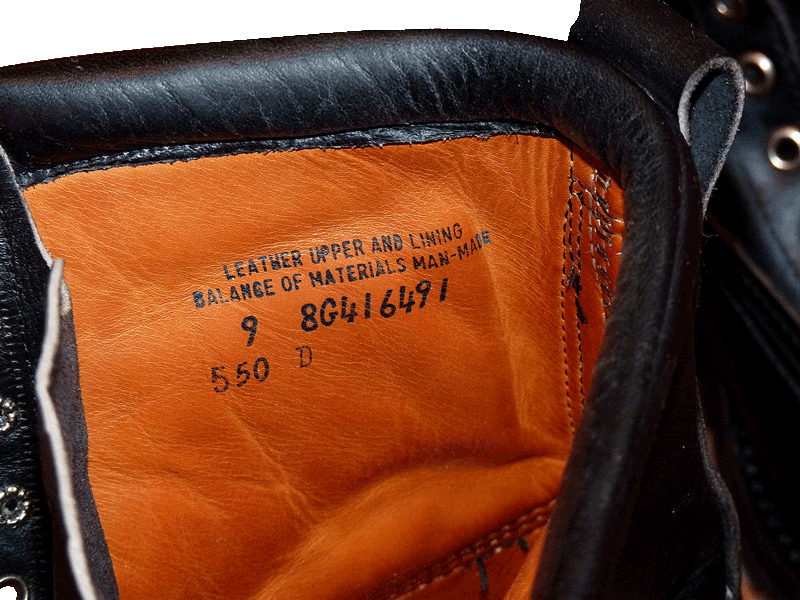 LEATHER UPPER AND LINING
BALANCE OF MATERIALS MAN-MADE
9 8G416491
550 D